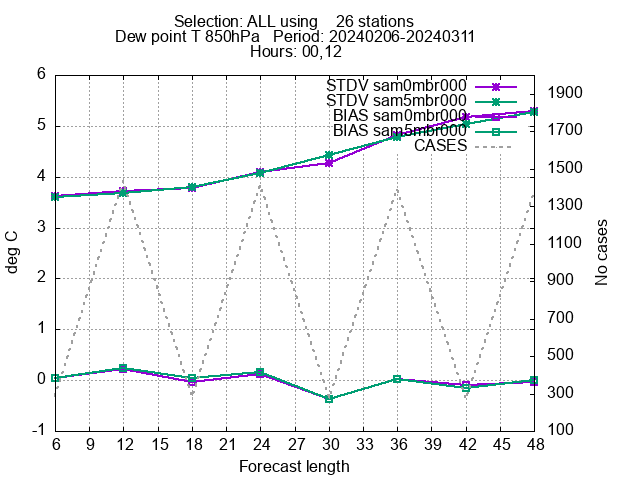 Selection: ALL using    26 stations
Dew point T 850hPa   Period: 20240206-20240311
Hours: 00,12
STDV sam0mbr000
STDV sam5mbr000
BIAS sam0mbr000
BIAS sam5mbr000
CASES
6
5
4
3
2
1
0
-1
deg C
1900
1700
1500
1300
1100
900
700
500
300
100
No cases
6 9 12 15 18 21 24 27 30 33 36 39 42 45 48
Forecast length